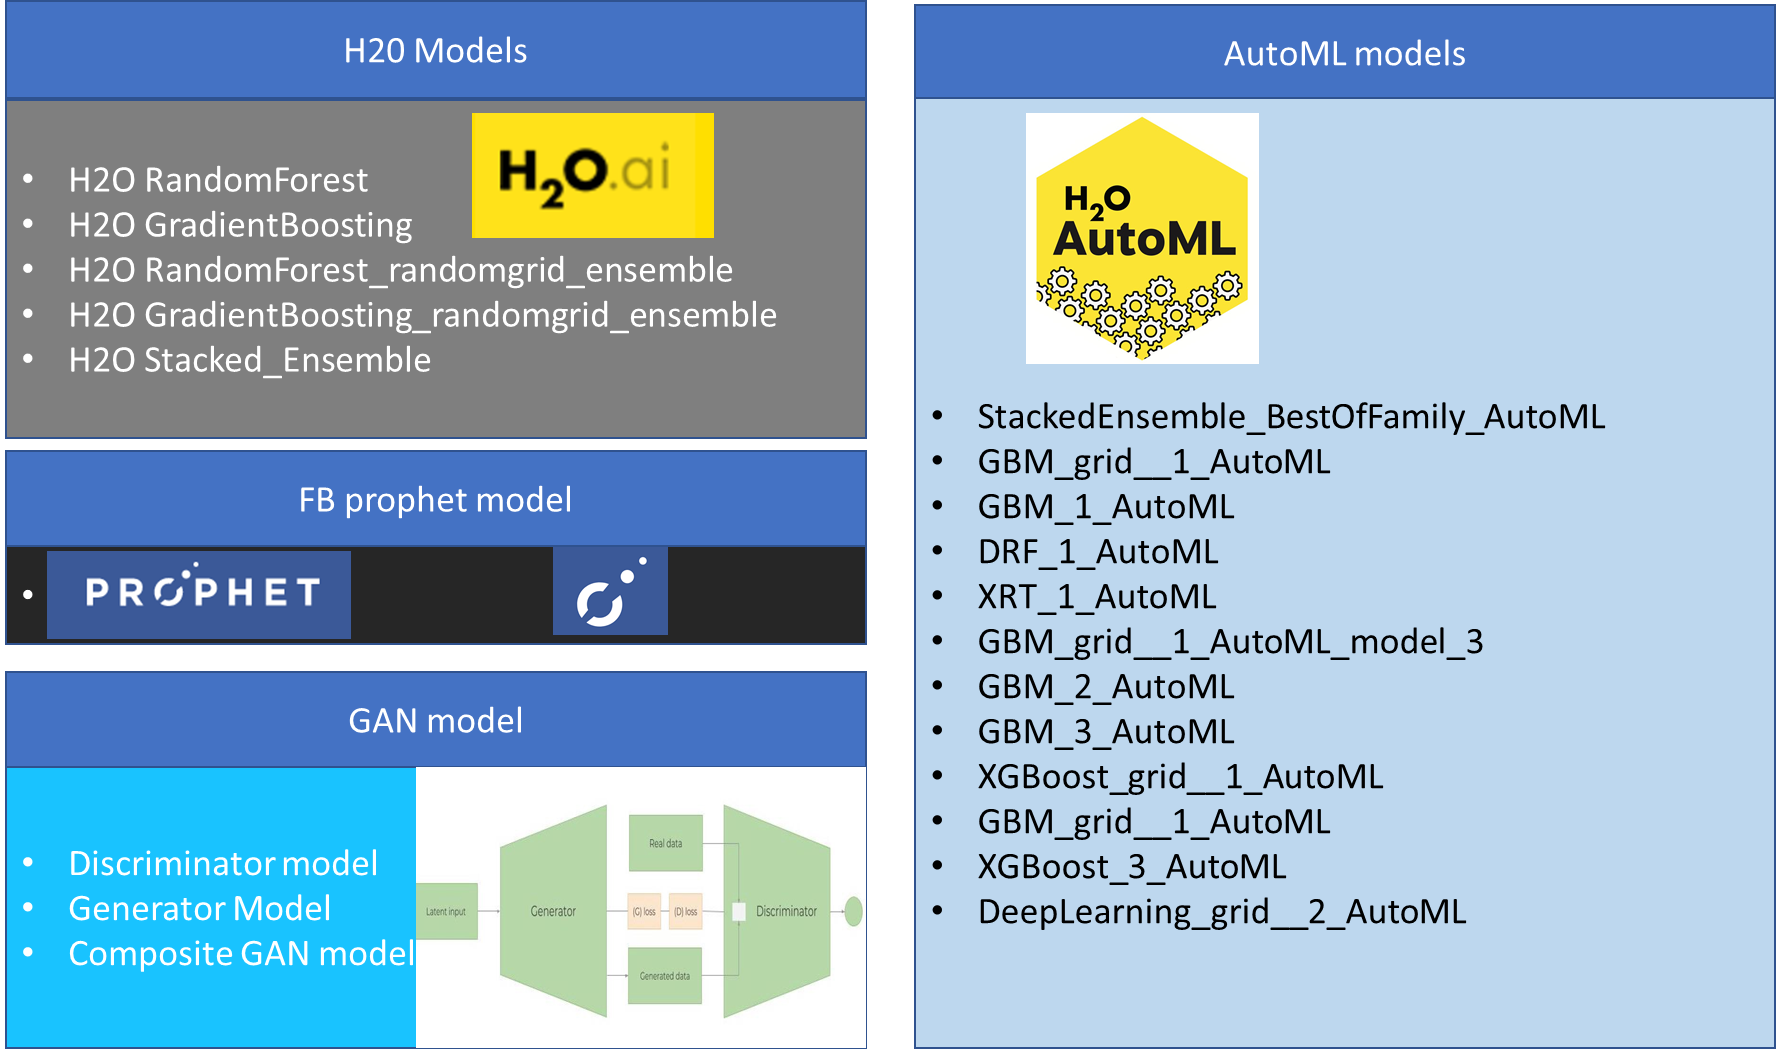 H20 Models
H2O.ai
• H2O RandomForest
• H2O GradientBoosting
• H2O RandomForest_randomgrid_ensemble
• H2O GradientBoosting_randomgrid_ensemble
• H2O Stacked_Ensemble
FB prophet model
• PROPHET
GAN model
• Discriminator model
• Generator Model
• Composite GAN model
Latent input
Generator
Real data
(G) loss
(D) loss
Generated data
Discriminator
AutoML models
H2O
AutoML
• StackedEnsemble_BestOfFamily_AutoML
• GBM_grid__1_AutoML
• GBM_1_AutoML
• DRF_1_AutoML
• XRT_1_AutoML
• GBM_grid__1_AutoML_model_3
• GBM_2_AutoML
• GBM_3_AutoML
• XGBoost_grid__1_AutoML
• GBM_grid__1_AutoML
• XGBoost_3_AutoML
• DeepLearning_grid__2_AutoML